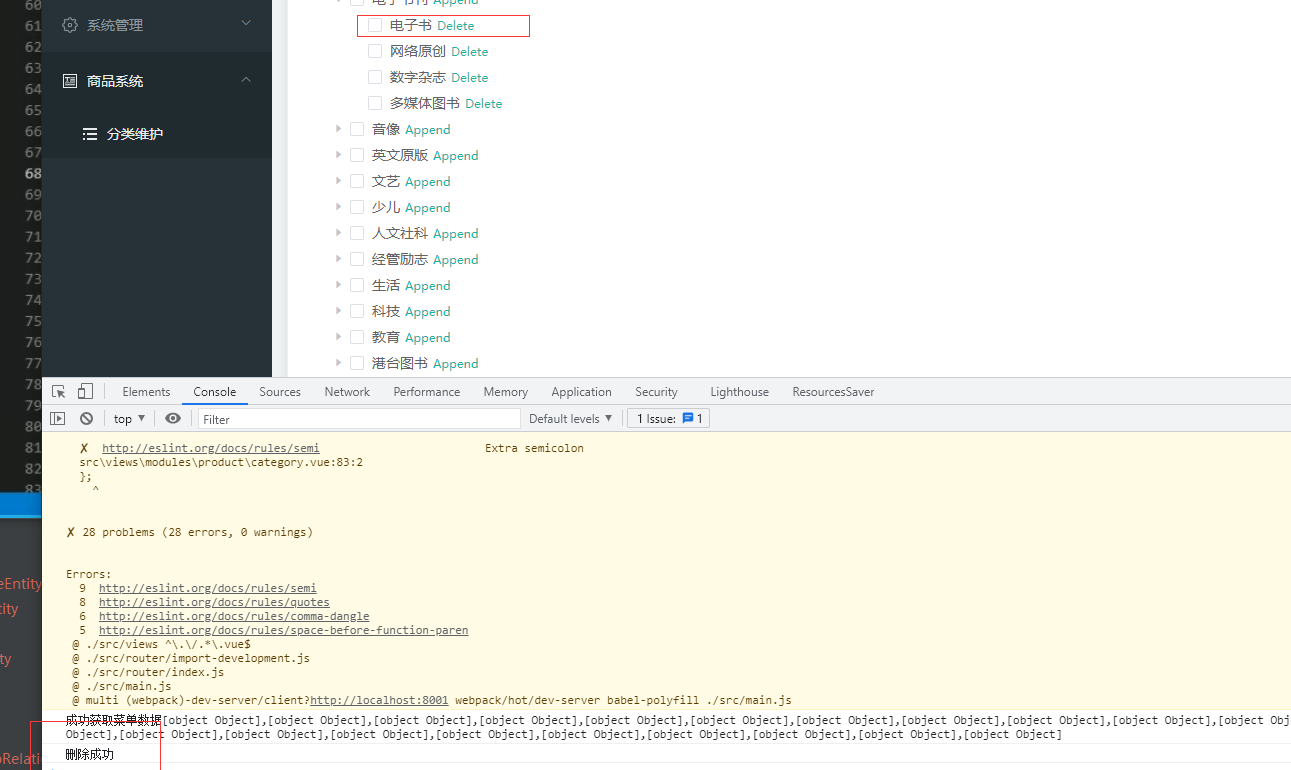 60
61
62
63
64
65
66
67
68
69
70
71
72
73
74
75
76
77
78
79
80
81
82
83
系统管理
商品系统
分类维护
电子书刊 Append
电子书 Delete
网络原创 Delete
数字杂志 Delete
多媒体图书 Delete
音像 Append
英文原版 Append
文艺 Append
少儿 Append
人文社科 Append
经管励志 Append
生活 Append
科技 Append
教育 Append
港台图书 Append
Elements Console Sources Network Performance Memory Application Security Lighthouse ResourcesSaver
top Filter Default levels 1 Issue: 1
✘ http://eslint.org/docs/rules/semi Extra semicolon
src\views\modules\product\category.vue:83:2
};
^
✘ 28 problems (28 errors, 0 warnings)
Errors:
9 http://eslint.org/docs/rules/semi
8 http://eslint.org/docs/rules/quotes
6 http://eslint.org/docs/rules/comma-dangle
5 http://eslint.org/docs/rules/space-before-function-paren
@ ./src/views ^\.\/.*\.vue$
@ ./src/router/import-development.js
@ ./src/router/index.js
@ ./src/main.js
@ multi (webpack)-dev-server/client?http://localhost:8001 webpack/hot/dev-server babel-polyfill ./src/main.js
成功获取菜单数据[object Object],[object Object],[object Object],[object Object],[object Object],[object Object],[object Object],[object Object],[object Object],[object Object],[object Ob
Object],[object Object],[object Object],[object Object],[object Object],[object Object],[object Object],[object Object],[object Object],[object Object]
删除成功
eEntity
tity
ty
oRelati